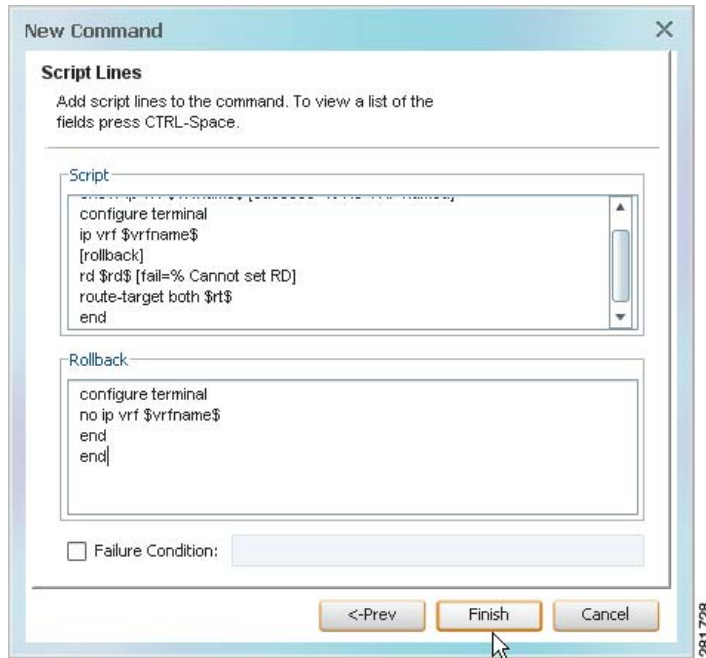 New Command
Script Lines
Add script lines to the command. To view a list of the
fields press CTRL-Space.
Script
configure terminal
ip vrf $vrfname$
[rollback]
rd $rd$ [fail=% Cannot set RD]
route-target both $rt$
end
Rollback
configure terminal
no ip vrf $vrfname$
end
end
Failure Condition:
<-Prev
Finish
Cancel
281728